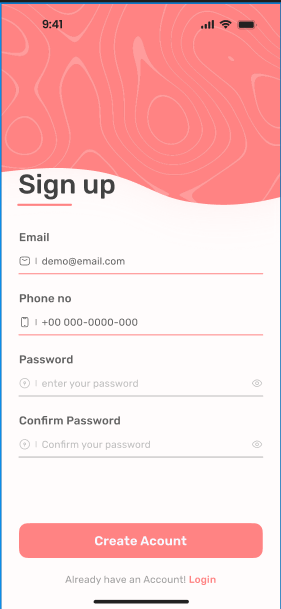 9:41
Sign up
Email
demo@email.com
Phone no
+00 000-0000-000
Password
enter your password
Confirm Password
Confirm your password
Create Acount
Already have an Account! Login